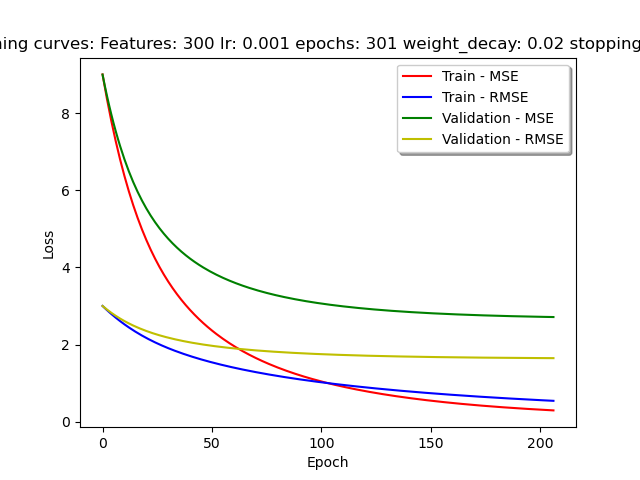 curves: Features: 300 lr: 0.001 epochs: 301 weight_decay: 0.02 stopping
Train - MSE
Train - RMSE
Validation - MSE
Validation - RMSE
Loss
8
6
4
2
0
0 50 100 150 200
Epoch